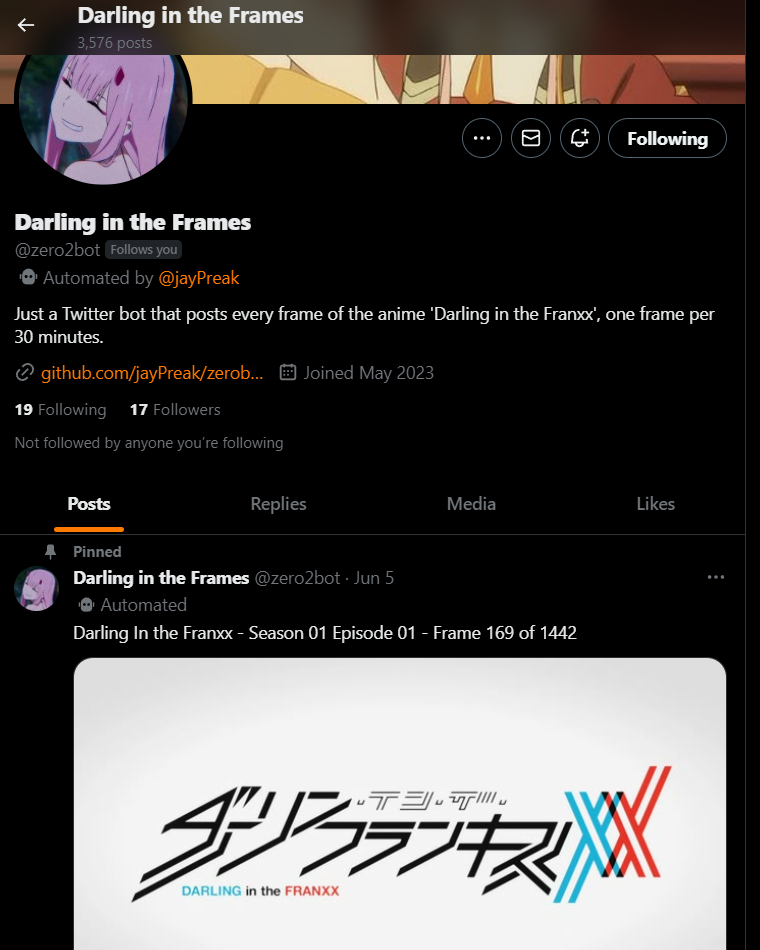 Darling in the Frames
3,576 posts
Following
Darling in the Frames
@zero2bot Follows you
Automated by @jayPreak
Just a Twitter bot that posts every frame of the anime 'Darling in the Franxx', one frame per
30 minutes.
github.com/jayPreak/zerob... Joined May 2023
19 Following 17 Followers
Not followed by anyone you’re following
Posts Replies Media Likes
Pinned
Darling in the Frames @zero2bot · Jun 5
Automated
Darling In the Franxx - Season 01 Episode 01 - Frame 169 of 1442
ダーリン・イン・ザ・
フランキス XX
DARLING in the FRANXX